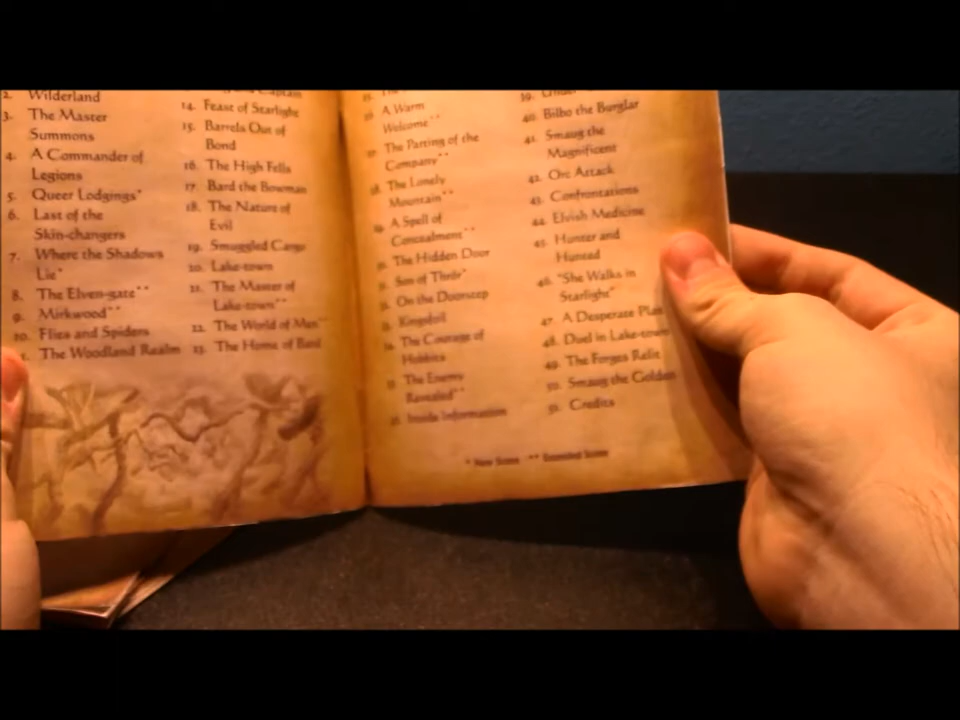 2. Wilderland
3. The Master
Summons
4. A Commander of
Legions
5. Queer Lodgings*
6. Last of the
Skin-changers
7. Where the Shadows
Lie*
8. The Elven-gate**
9. Mirkwood**
10. Flies and Spiders
The Woodland Realm
Captain
14. Feast of Starlight
15. Barrels Out of
Bond
16. The High Fells
17. Bard the Bowman
18. The Nature of
Evil
19. Smuggled Cargo
20. Lake-town
21. The Master of
Lake-town**
22. The World of Men**
23. The Home of Bard
A Warm
Welcome**
The Parting of the
Company**
The Lonely
Mountain**
A Spell of
Concealment**
The Hidden Door
Son of Thrór*
On the Doorstep
Kingsfoil
The Courage of
Hobbits
The Enemy
Revealed**
Inside Information
39. Under
40. Bilbo the Burglar
41. Smaug the
Magnificent
42. Orc Attack
43. Confrontations
44. Elvish Medicine
45. Hunter and
Hunted
46. "She Walks in
Starlight"
47. A Desperate Plan
48. Duel in Lake-town
49. The Forges Relit
50. Smaug the Golden
51. Credits
* New Scene ** Extended Scene